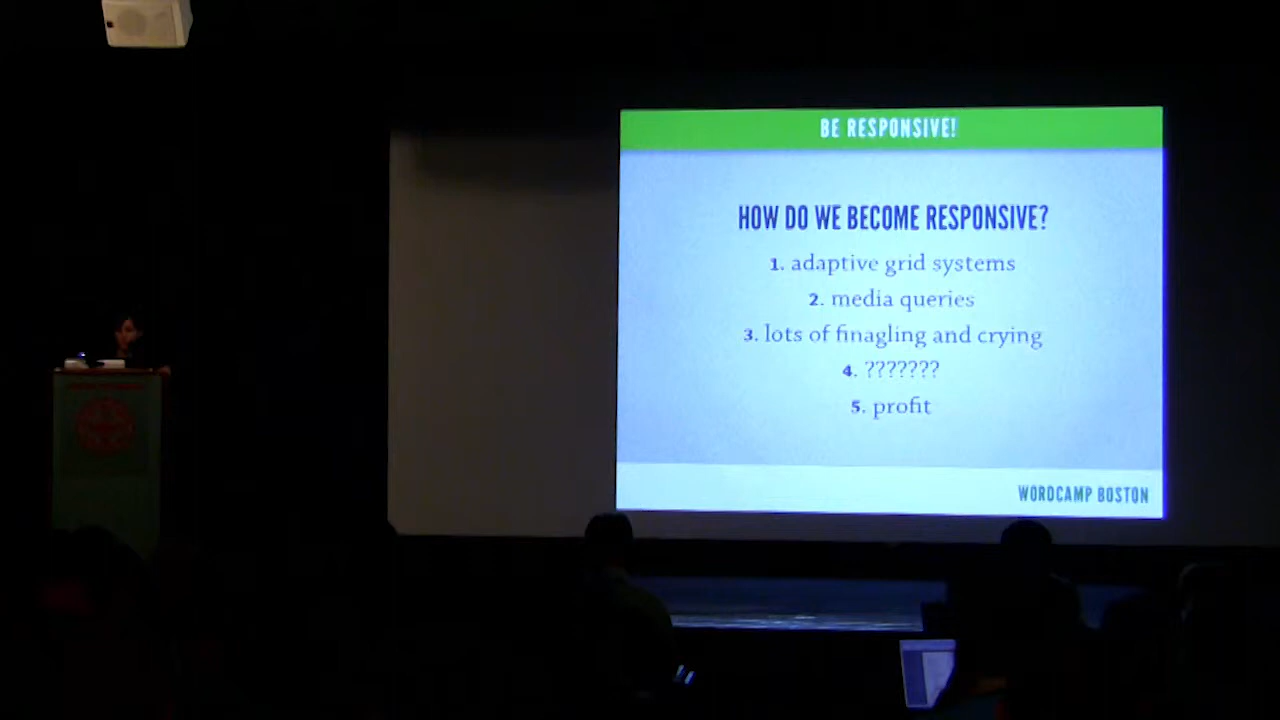 BE RESPONSIVE!
HOW DO WE BECOME RESPONSIVE?
1. adaptive grid systems
2. media queries
3. lots of finagling and crying
4. ???????
5. profit
WORDCAMP BOSTON